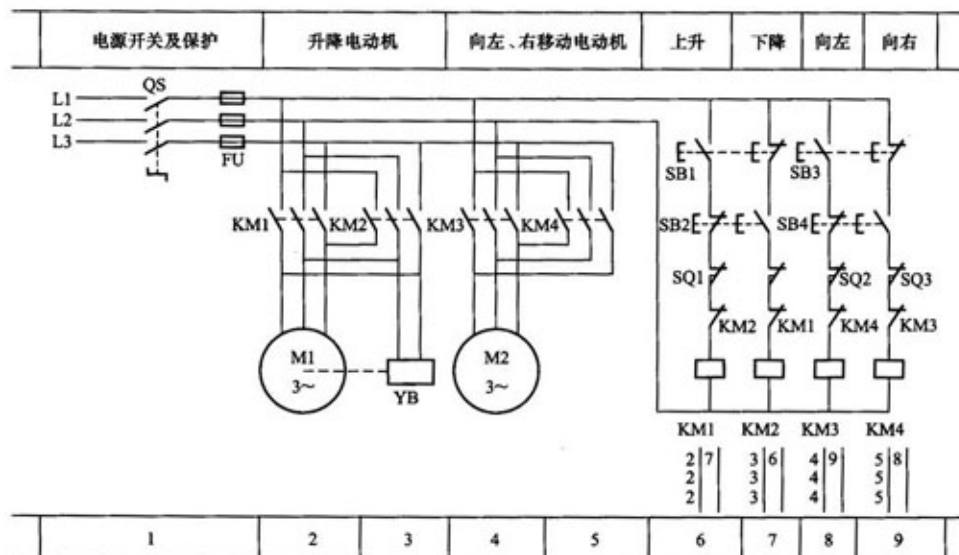 电源开关及保护 升降电动机 向左、右移动电动机 上升 下降 向左 向右
QS
L1
L2
L3
FU
SB1 SB3
KM1 KM2 KM3 KM4 SB2 SB4
SQ1 SQ2 SQ3
KM2 KM1 KM4 KM3
M1 M2
3~ 3~
YB
KM1 KM2 KM3 KM4
2 7 3 6 4 9 5 8
2 3 4 5
2 3 4 5
1 2 3 4 5 6 7 8 9